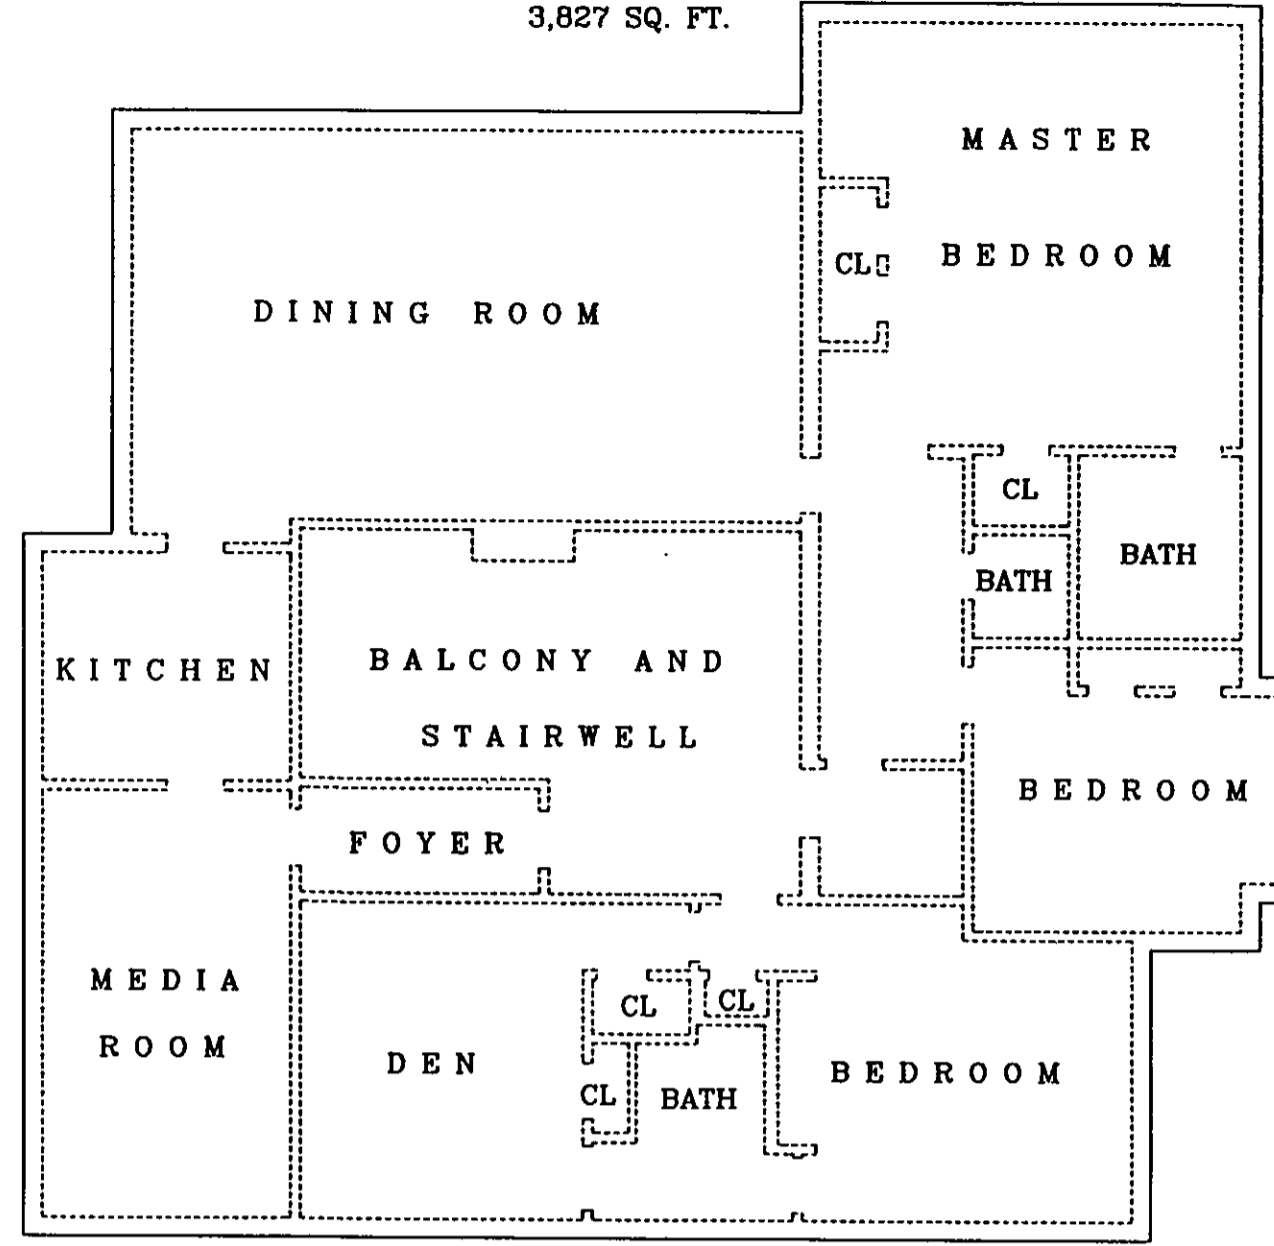 3,827 SQ. FT.
MASTER
BEDROOM
CL
DINING ROOM
CL
BATH
BATH
KITCHEN
BALCONY AND
STAIRWELL
BEDROOM
FOYER
MEDIA
ROOM
CL
CL
DEN
BEDROOM
CL
BATH